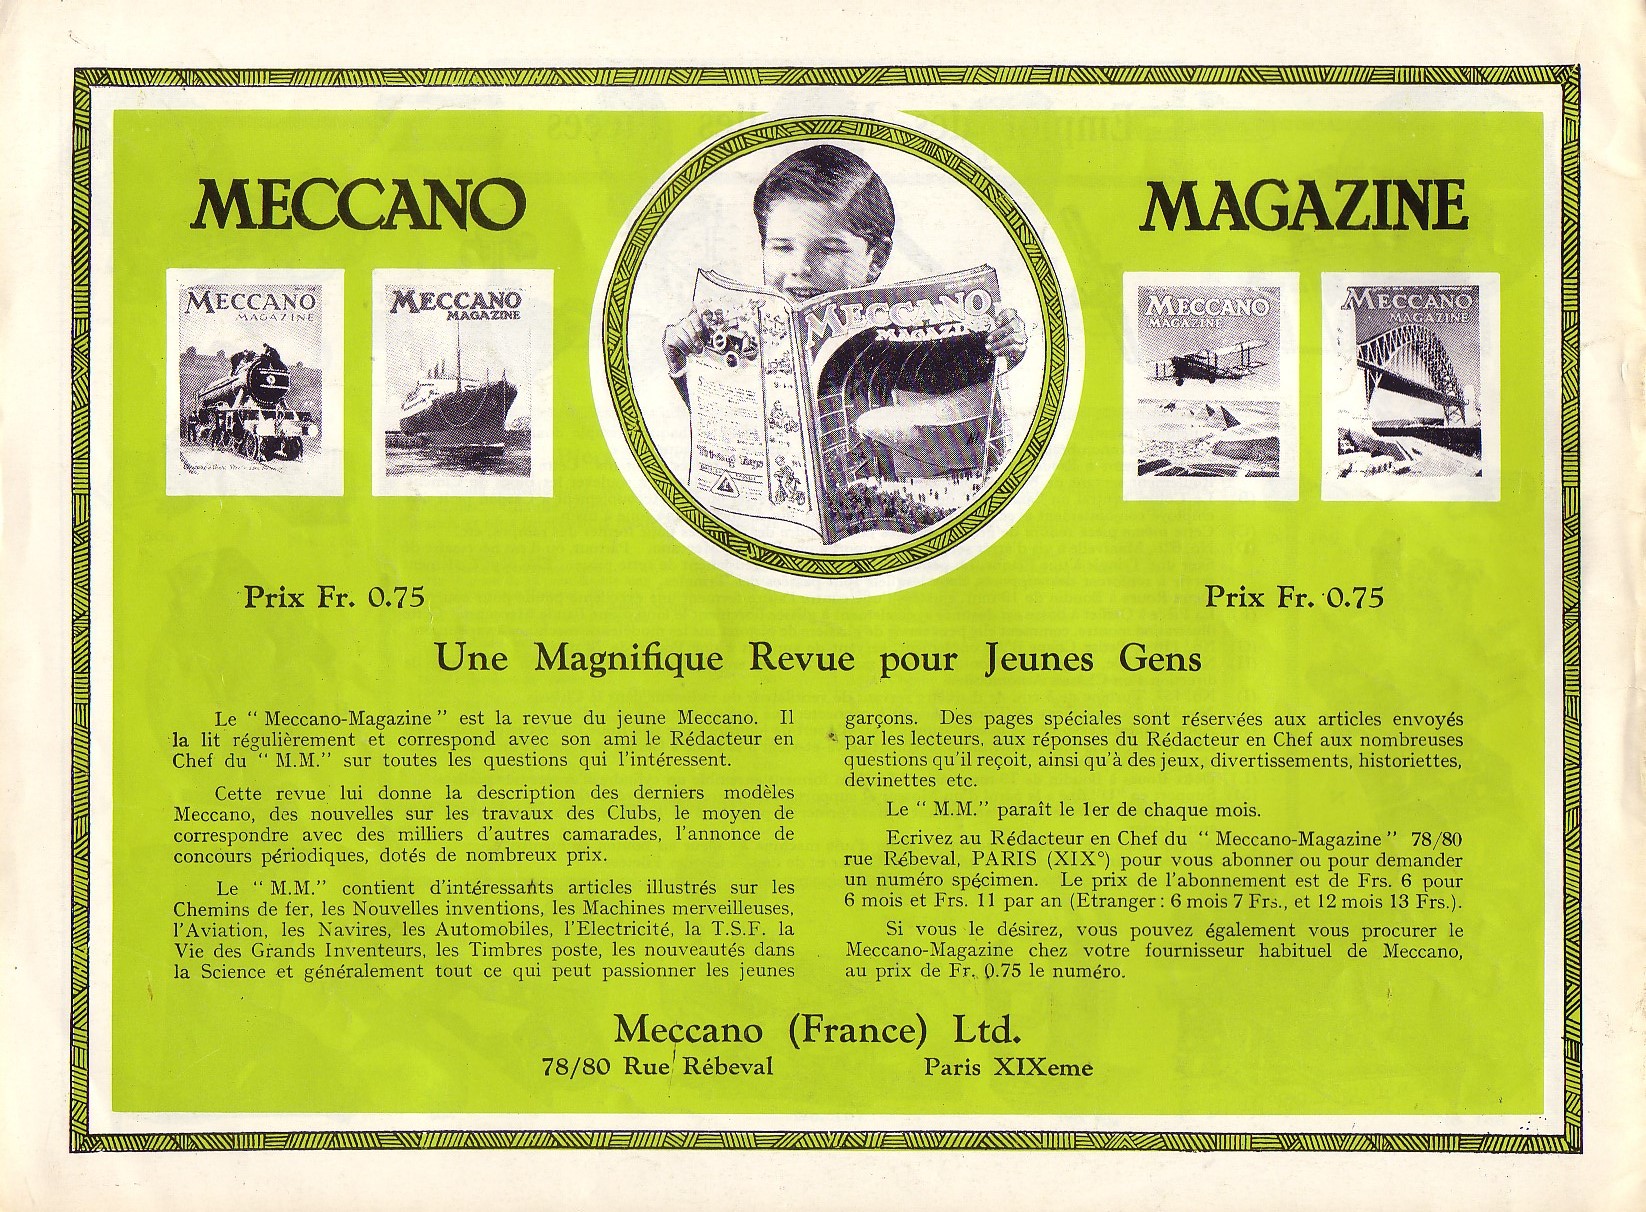 MECCANO
MAGAZINE
MECCANO
MAGAZINE
MECCANO
MAGAZINE
MECCANO
MECCANO
MAGAZINE
MECCANO
MAGAZINE
Prix Fr. 0.75
Prix Fr. 0.75
Une Magnifique Revue pour Jeunes Gens
Le “ Meccano-Magazine ” est la revue du jeune Meccano. Il
la lit régulièrement et correspond avec son ami le Rédacteur en
Chef du “ M.M.” sur toutes les questions qui l'intéressent.
Cette revue lui donne la description des derniers modèles
Meccano, des nouvelles sur les travaux des Clubs, le moyen de
correspondre avec des milliers d'autres camarades, l'annonce de
concours périodiques, dotés de nombreux prix.
Le “ M.M.” contient d'intéressants articles illustrés sur les
Chemins de fer, les Nouvelles inventions, les Machines merveilleuses,
l'Aviation, les Navires, les Automobiles, l'Electricité, la T.S.F. la
Vie des Grands Inventeurs, les Timbres poste, les nouveautés dans
la Science et généralement tout ce qui peut passionner les jeunes
garçons. Des pages spéciales sont réservées aux articles envoyés
par les lecteurs, aux réponses du Rédacteur en Chef aux nombreuses
questions qu'il reçoit, ainsi qu'à des jeux, divertissements, historiettes,
devinettes etc.
Le “ M.M.” paraît le 1er de chaque mois.
Ecrivez au Rédacteur en Chef du “ Meccano-Magazine ” 78/80
rue Rébeval, PARIS (XIX°) pour vous abonner ou pour demander
un numéro spécimen. Le prix de l'abonnement est de Frs. 6 pour
6 mois et Frs. 11 par an (Etranger: 6 mois 7 Frs., et 12 mois 13 Frs.).
Si vous le désirez, vous pouvez également vous procurer le
Meccano-Magazine chez votre fournisseur habituel de Meccano,
au prix de Fr. 0.75 le numéro.
Meccano (France) Ltd.
78/80 Rue Rébeval Paris XIXeme